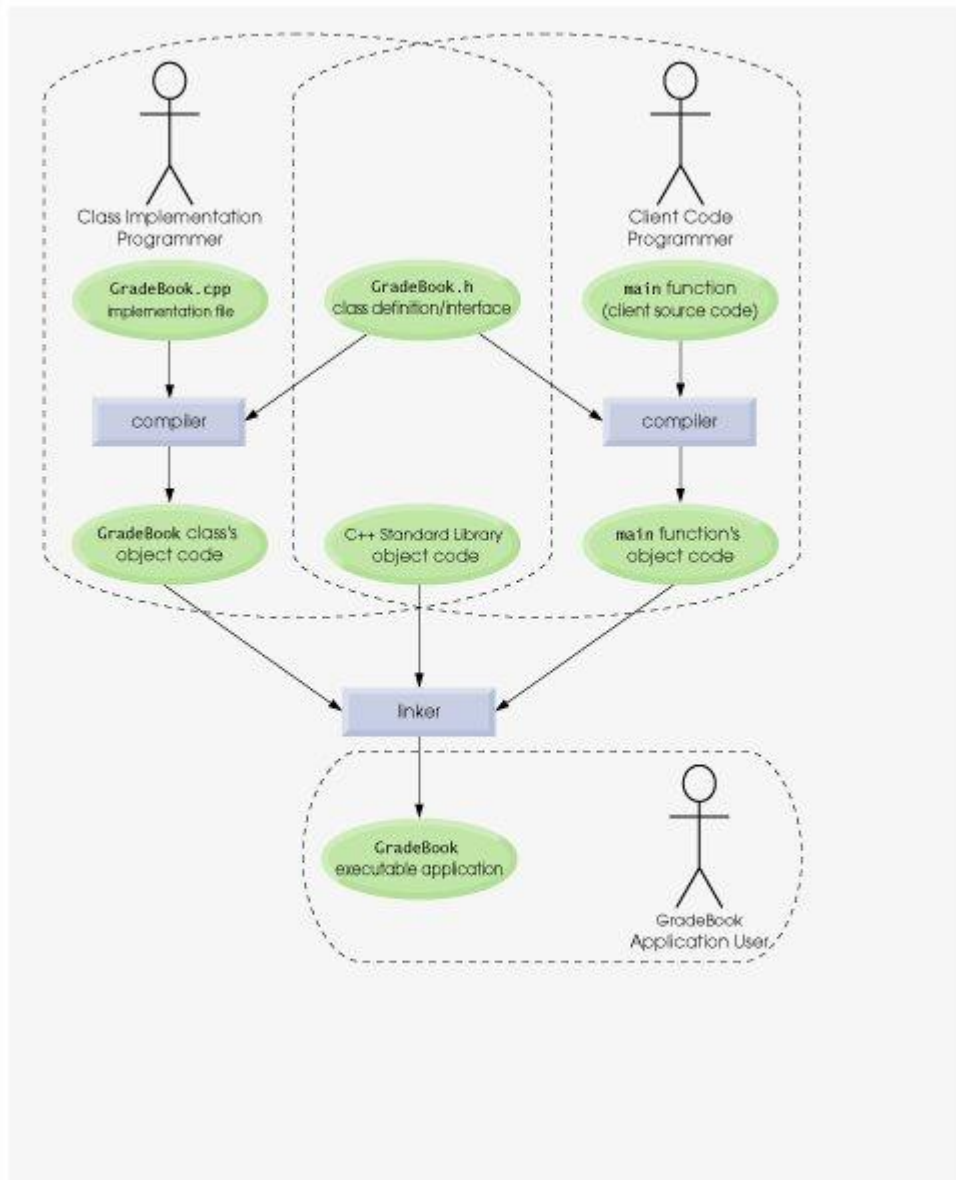 Class Implementation
Programmer
Client Code
Programmer
GradeBook.cpp
implementation file
GradeBook.h
class definition/interface
main function
(client source code)
compiler
compiler
GradeBook class's
object code
C++ Standard Library
object code
main function's
object code
linker
GradeBook
executable application
GradeBook
Application User